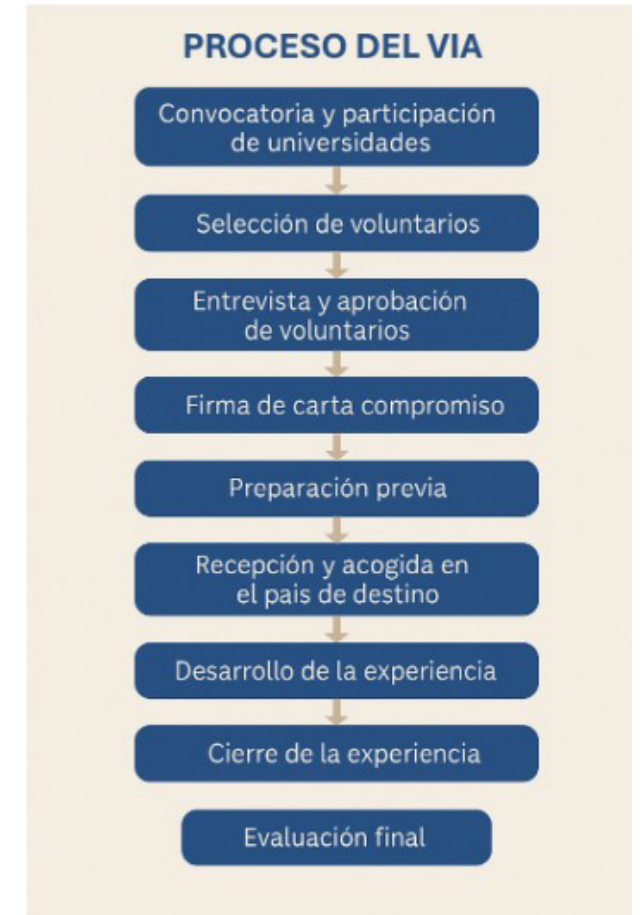 PROCESO DEL VIA
Convocatoria y participación
de universidades
Selección de voluntarios
Entrevista y aprobación
de voluntarios
Firma de carta compromiso
Preparación previa
Recepción y acogida en
el pais de destino
Desarrollo de la experiencia
Cierre de la experiencia
Evaluación final